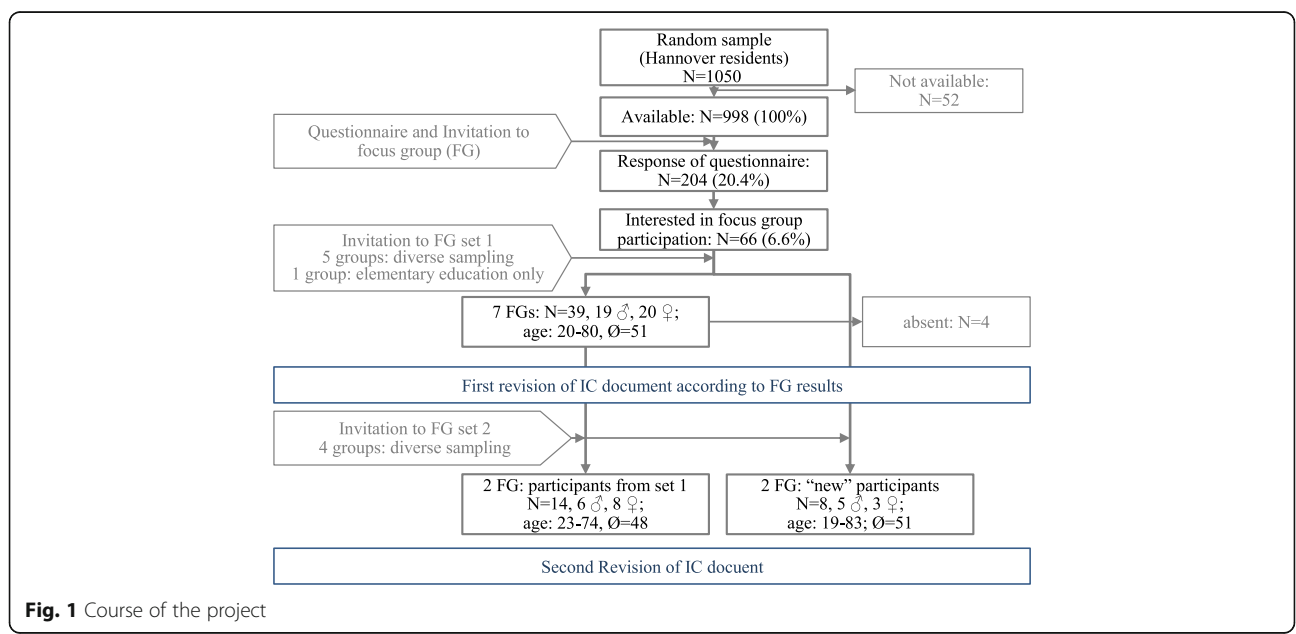 Random sample
(Hannover residents)
N=1050
Not available:
N=52
Available: N=998 (100%)
Questionnaire and Invitation to
focus group (FG)
Response of questionnaire:
N=204 (20.4%)
Interested in focus group
participation: N=66 (6.6%)
Invitation to FG set 1
5 groups: diverse sampling
1 group: elementary education only
7 FGs: N=39, 19 ♂, 20 ♀;
age: 20-80, Ø=51
absent: N=4
First revision of IC document according to FG results
Invitation to FG set 2
4 groups: diverse sampling
2 FG: participants from set 1
N=14, 6 ♂, 8 ♀;
age: 23-74, Ø=48
2 FG: “new” participants
N=8, 5 ♂, 3 ♀;
age: 19-83; Ø=51
Second Revision of IC docuent
Fig. 1 Course of the project